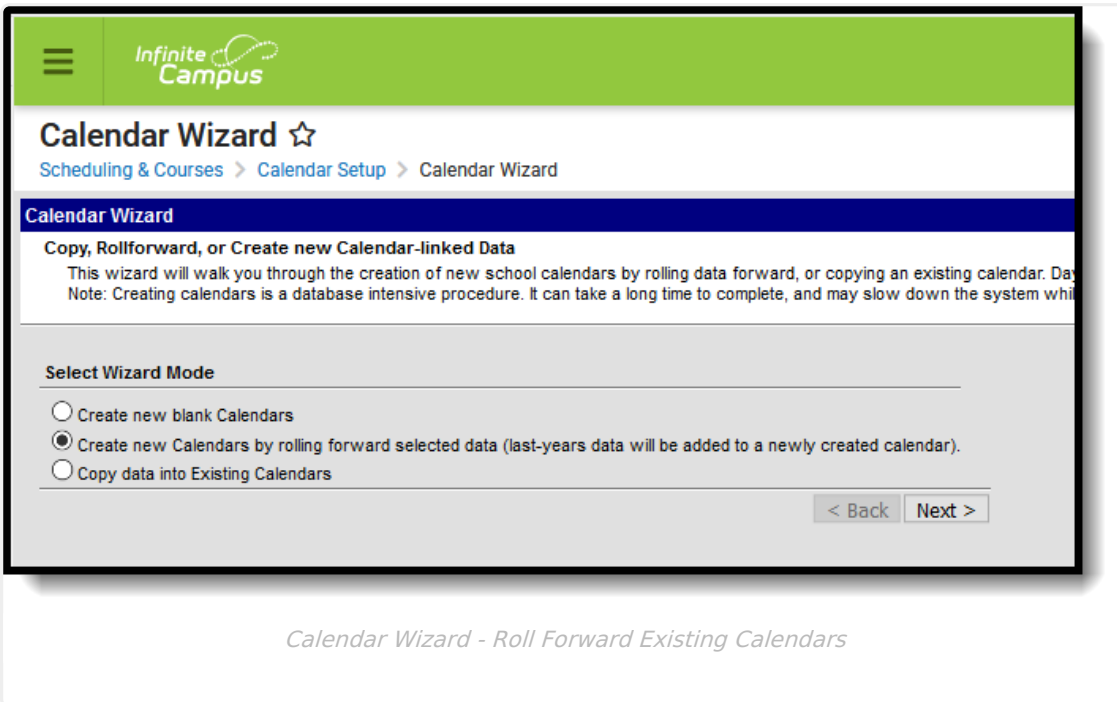 Infinite
Campus
Calendar Wizard
Scheduling & Courses > Calendar Setup > Calendar Wizard
Calendar Wizard
Copy, Rollforward, or Create new Calendar-linked Data
This wizard will walk you through the creation of new school calendars by rolling data forward, or copying an existing calendar. Day
Note: Creating calendars is a database intensive procedure. It can take a long time to complete, and may slow down the system whil
Select Wizard Mode
Create new blank Calendars
Create new Calendars by rolling forward selected data (last-years data will be added to a newly created calendar).
Copy data into Existing Calendars
< Back Next >
Calendar Wizard - Roll Forward Existing Calendars